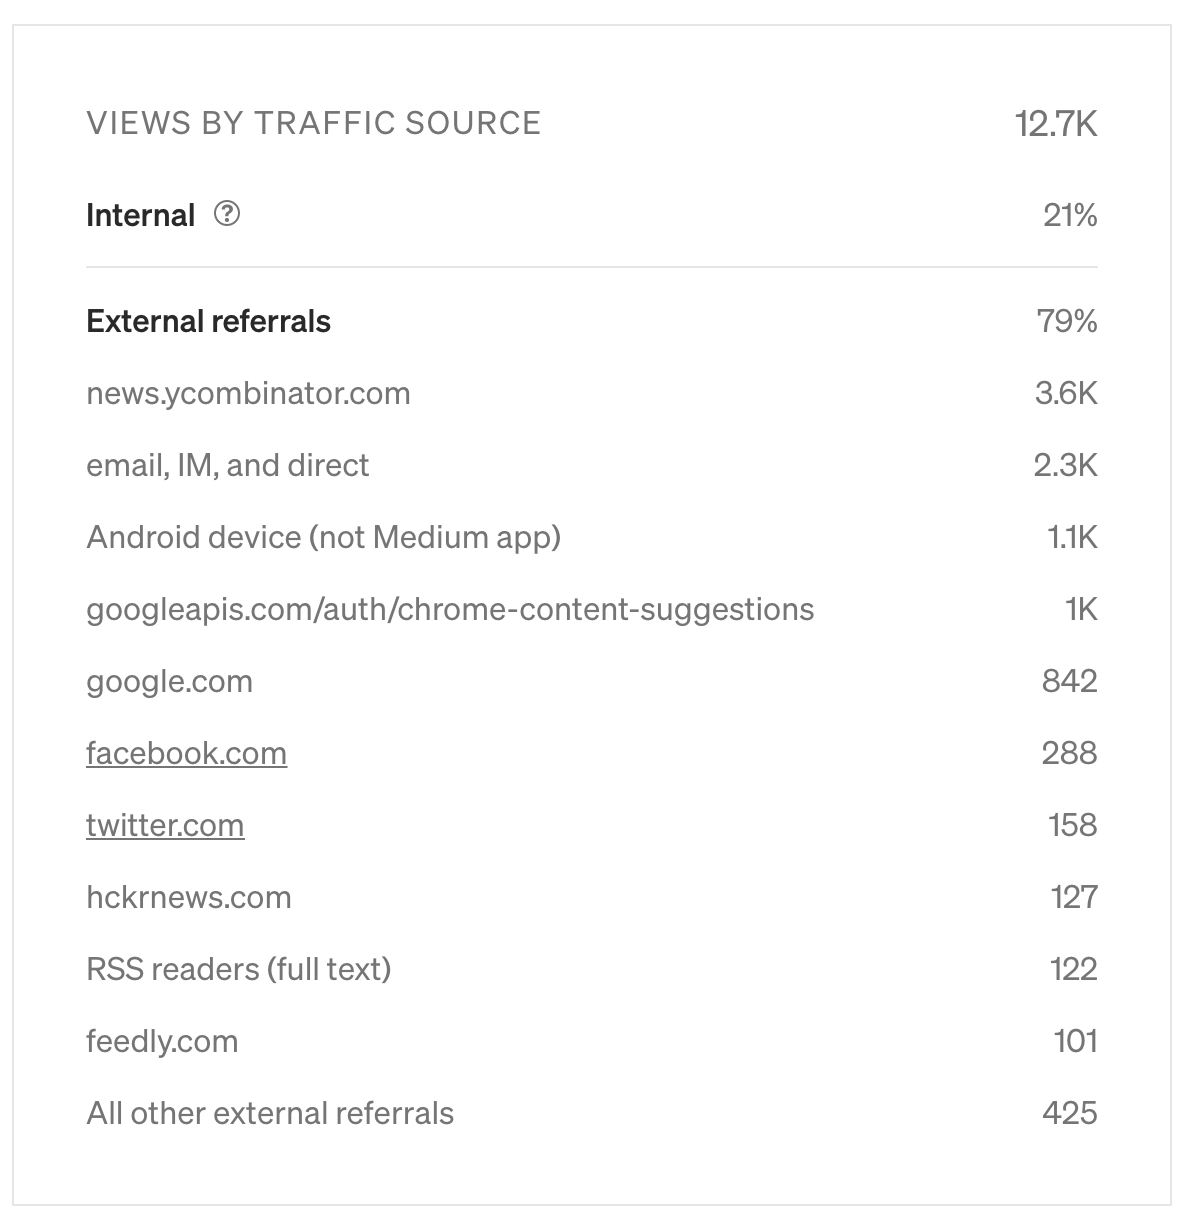 VIEWS BY TRAFFIC SOURCE 12.7K
Internal ? 21%
External referrals 79%
news.ycombinator.com 3.6K
email, IM, and direct 2.3K
Android device (not Medium app) 1.1K
googleapis.com/auth/chrome-content-suggestions 1K
google.com 842
facebook.com 288
twitter.com 158
hckrnews.com 127
RSS readers (full text) 122
feedly.com 101
All other external referrals 425